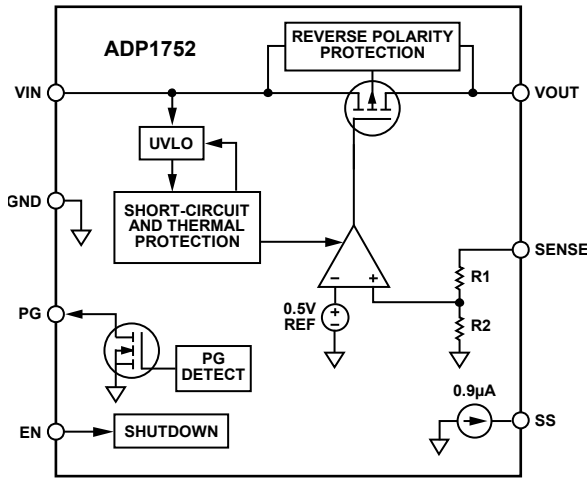 ADP1752
REVERSE POLARITY
PROTECTION
VIN
VOUT
UVLO
GND
SHORT-CIRCUIT
AND THERMAL
PROTECTION
SENSE
R1
− +
PG
0.5V
REF
+
−
R2
PG
DETECT
0.9µA
EN
SHUTDOWN
SS